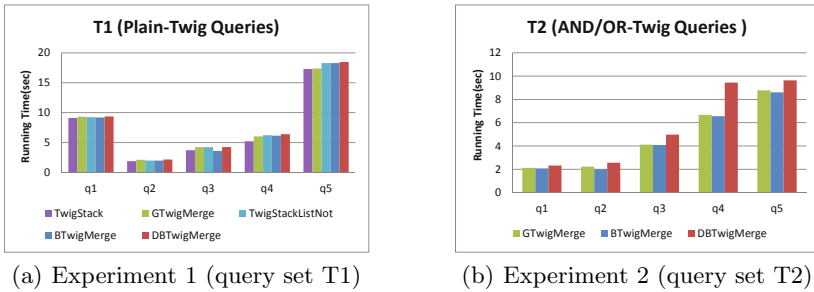 T1 (Plain-Twig Queries)
Running Time(sec)
20
15
10
5
0
q1 q2 q3 q4 q5
TwigStack GTwigMerge TwigStackListNot
BTwigMerge DBTwigMerge
(a) Experiment 1 (query set T1)
T2 (AND/OR-Twig Queries )
Running Time(sec)
12
10
8
6
4
2
0
q1 q2 q3 q4 q5
GTwigMerge BTwigMerge DBTwigMerge
(b) Experiment 2 (query set T2)